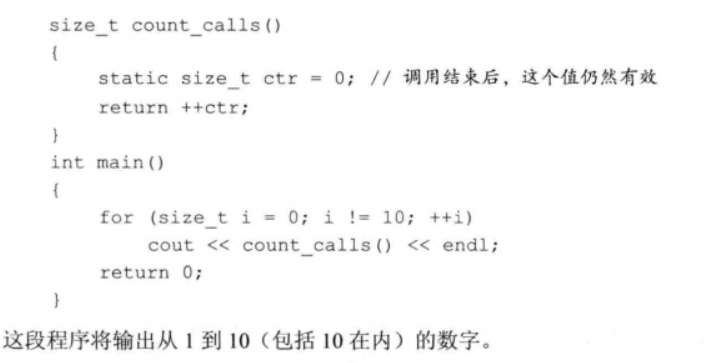 size_t count_calls()
{
    static size_t ctr = 0; // 调用结束后，这个值仍然有效
    return ++ctr;
}
int main()
{
    for (size_t i = 0; i != 10; ++i)
        cout << count_calls() << endl;
    return 0;
}
这段程序将输出从 1 到 10（包括 10 在内）的数字。